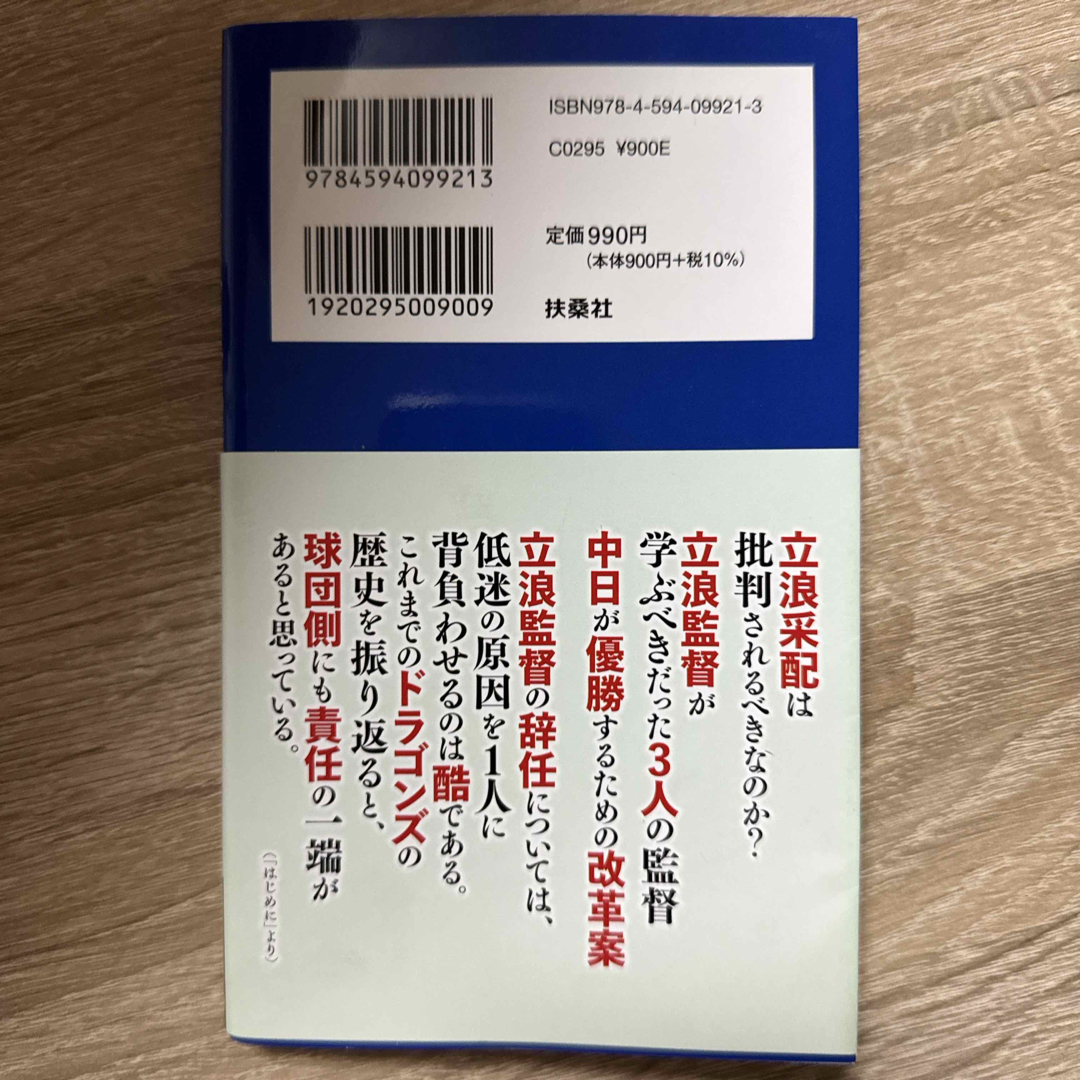 ISBN978-4-594-09921-3
C0295 ¥900E
9784594099213
定価990円
(本体900円+税10%)
1920295009009
扶桑社
立浪采配は
批判されるべきなのか?
立浪監督が
学ぶべきだった3人の監督
中日が優勝するための改革案
立浪監督の辞任については、
低迷の原因を1人に
背負わせるのは酷である。
これまでのドラゴンズの
歴史を振り返ると、
球団側にも責任の一端が
あると思っている。
(「はじめに」より)